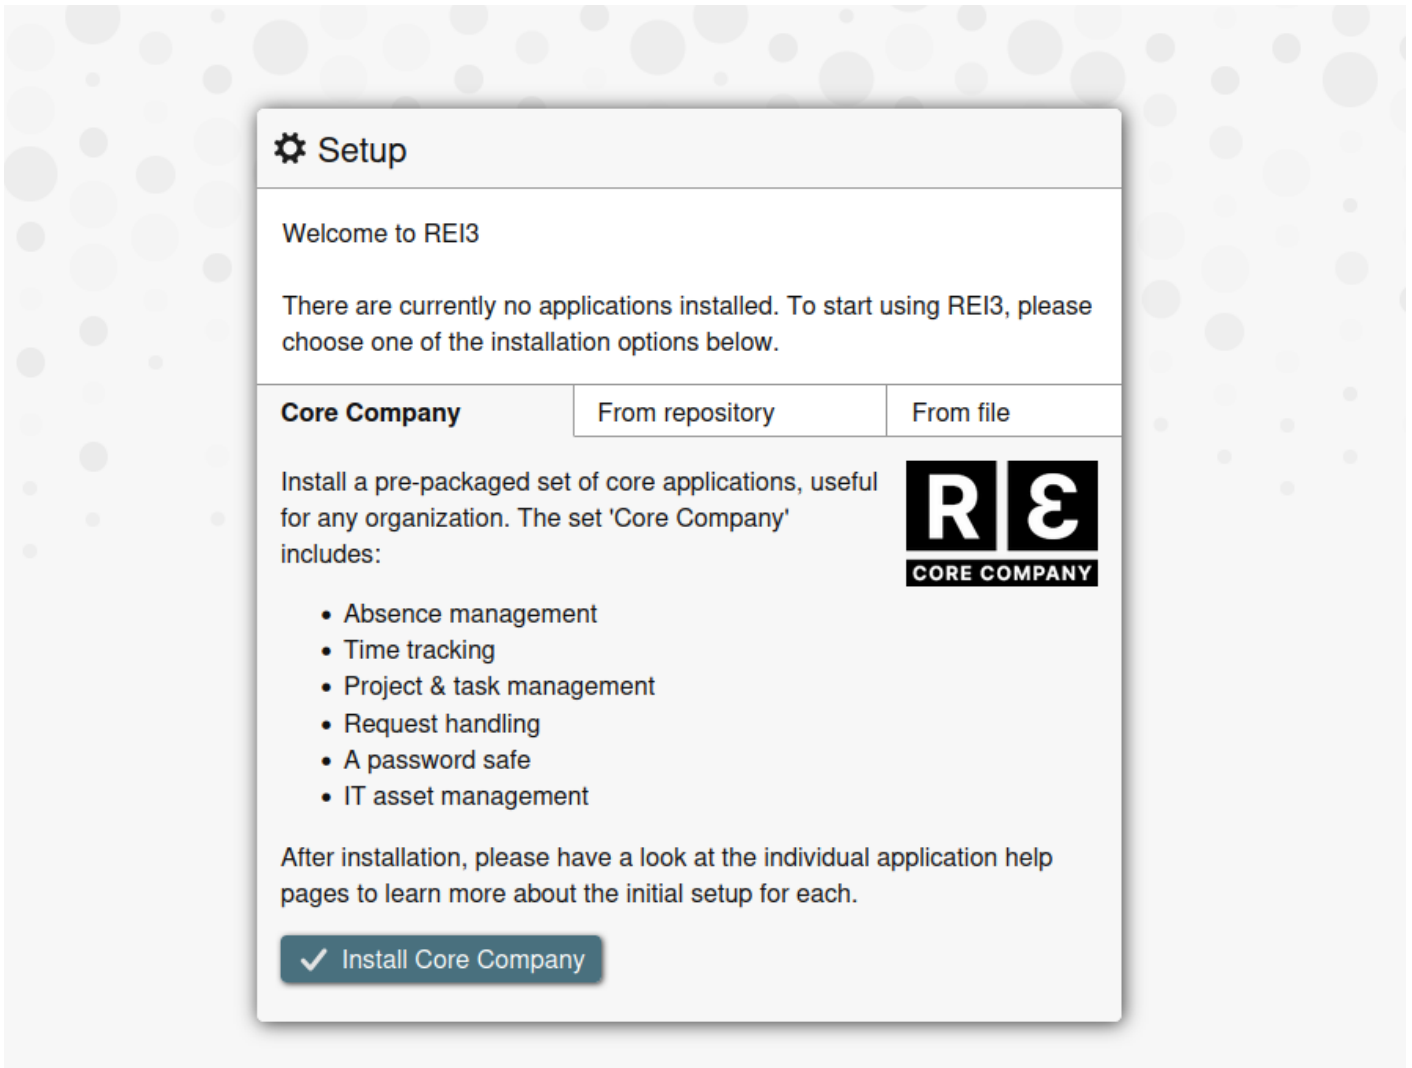 Setup
Welcome to REI3
There are currently no applications installed. To start using REI3, please
choose one of the installation options below.
Core Company
From repository
From file
Install a pre-packaged set of core applications, useful
for any organization. The set 'Core Company'
includes:
R3
CORE COMPANY
• Absence management
• Time tracking
• Project & task management
• Request handling
• A password safe
• IT asset management
After installation, please have a look at the individual application help
pages to learn more about the initial setup for each.
Install Core Company